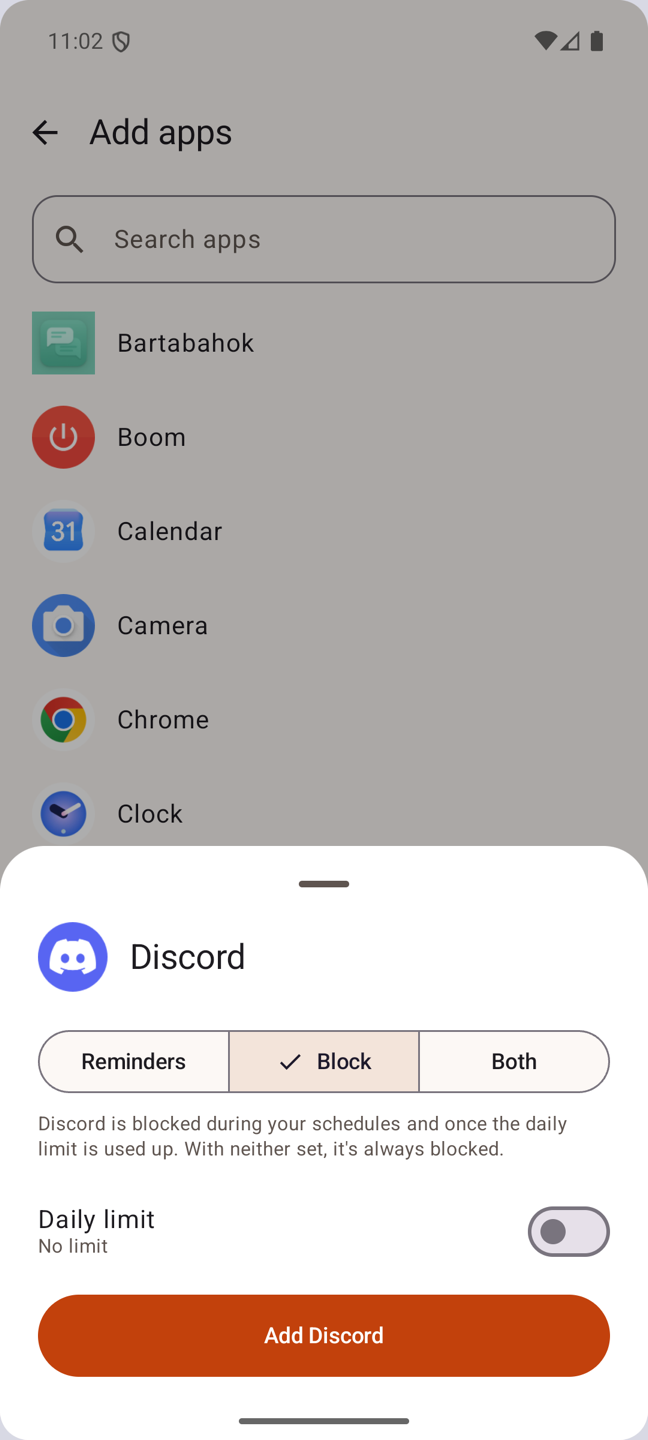 11:02
Add apps
Search apps
Bartabahok
Boom
31
Calendar
Camera
Chrome
Clock
Discord
Reminders
Block
Both
Discord is blocked during your schedules and once the daily
limit is used up. With neither set, it's always blocked.
Daily limit
No limit
Add Discord